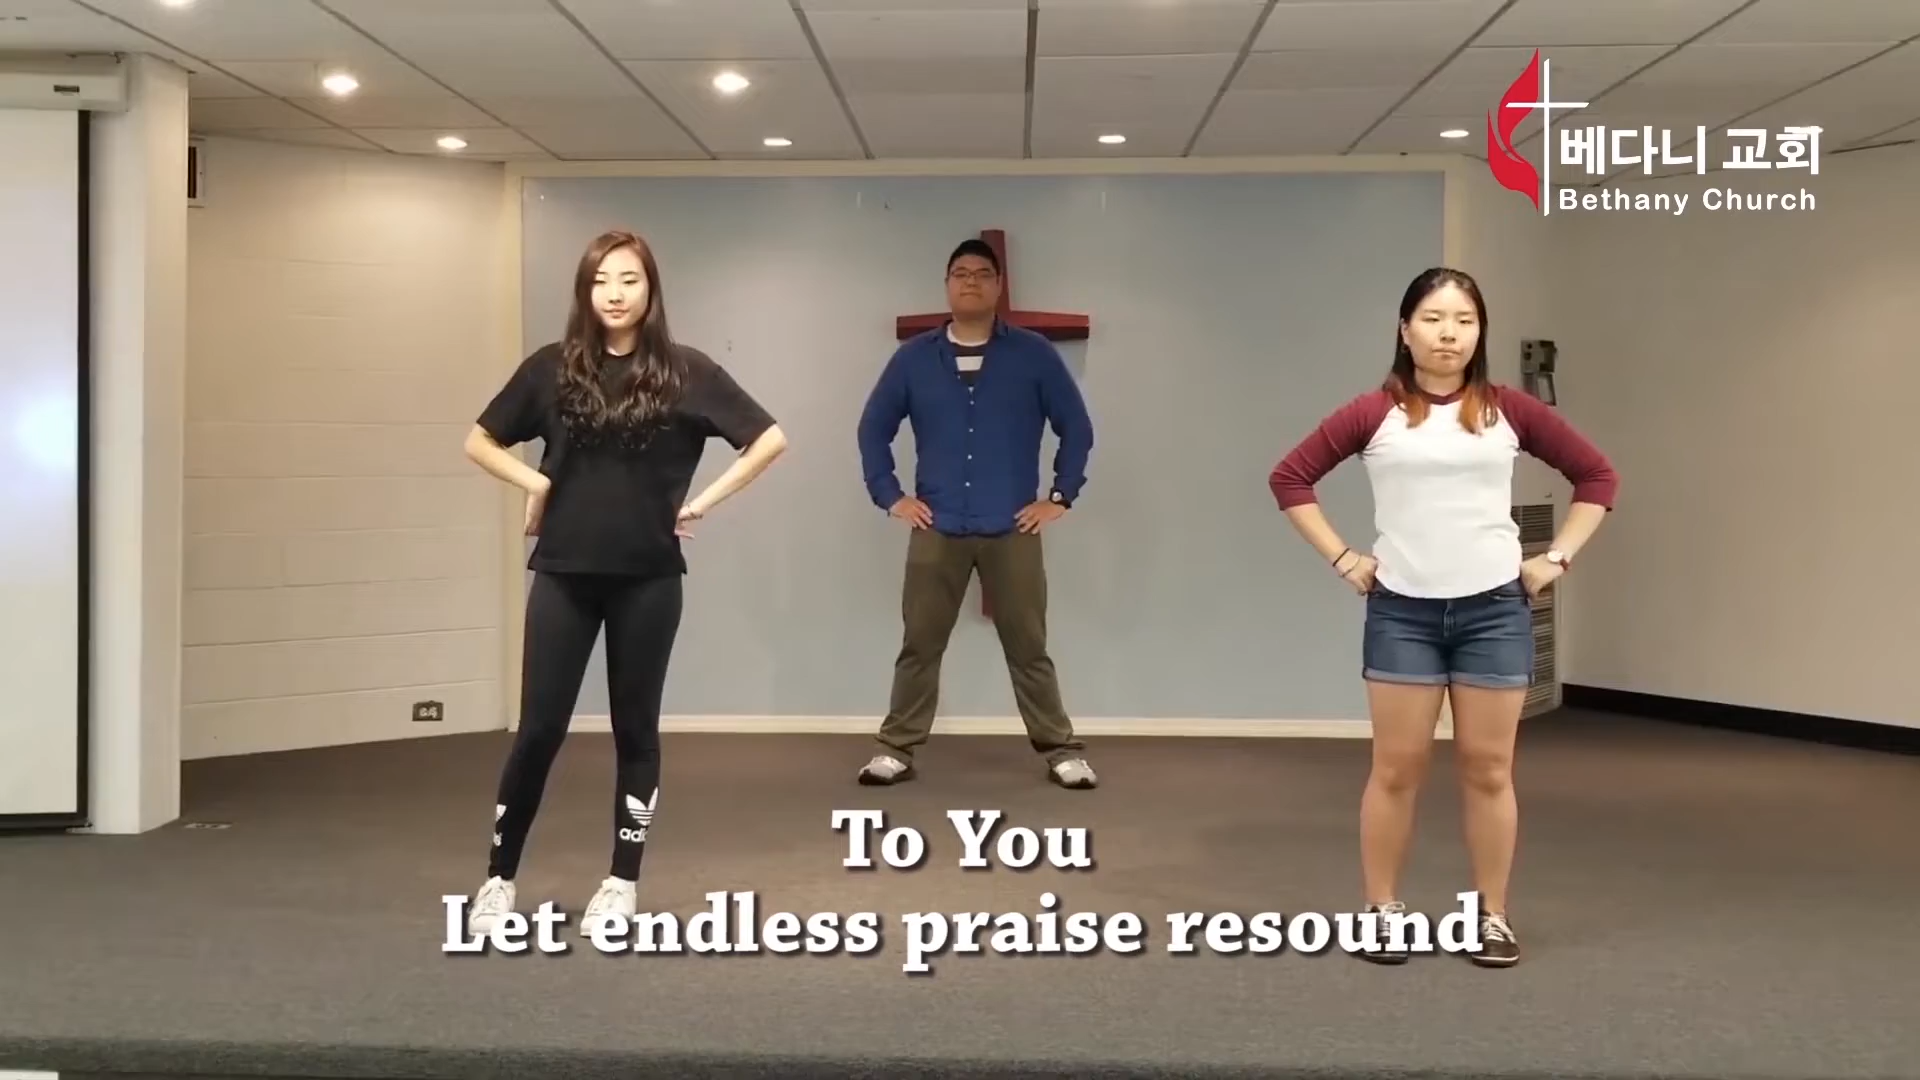 베다니 교회
Bethany Church
To You
Let endless praise resound